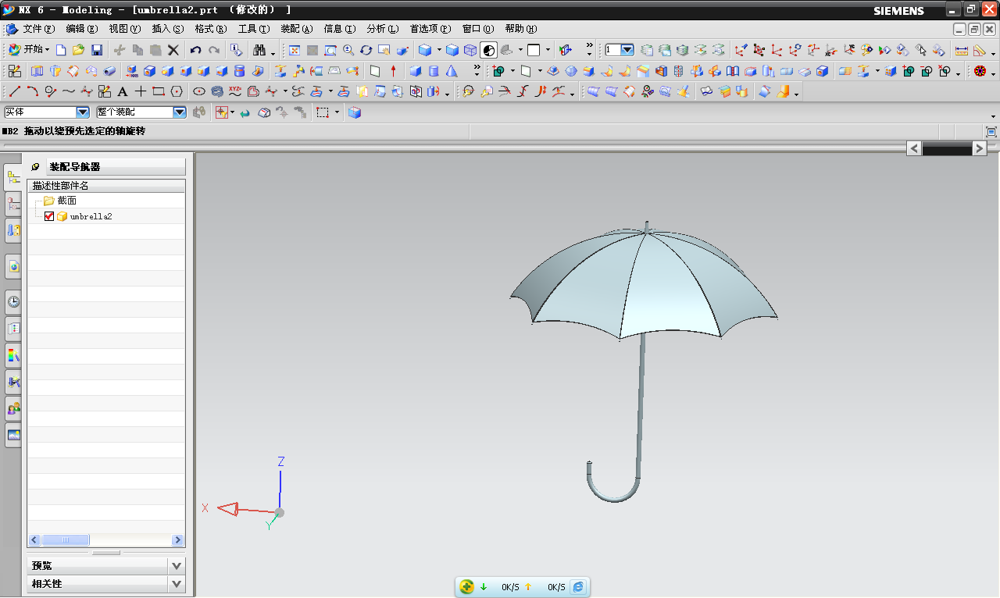 NX 6 - Modeling - [umbrella2.prt （修改的） ]
SIEMENS
文件(F) 编辑(E) 视图(V) 插入(S) 格式(R) 工具(T) 装配(A) 信息(I) 分析(L) 首选项(P) 窗口(O) 帮助(H)
开始 1
XYZ A
实体 整个装配
MB2 拖动以绕预先选定的轴旋转
装配导航器
描述性部件名
截面
umbrella2
Z
X
Y
预览
相关性
0K/S 0K/S